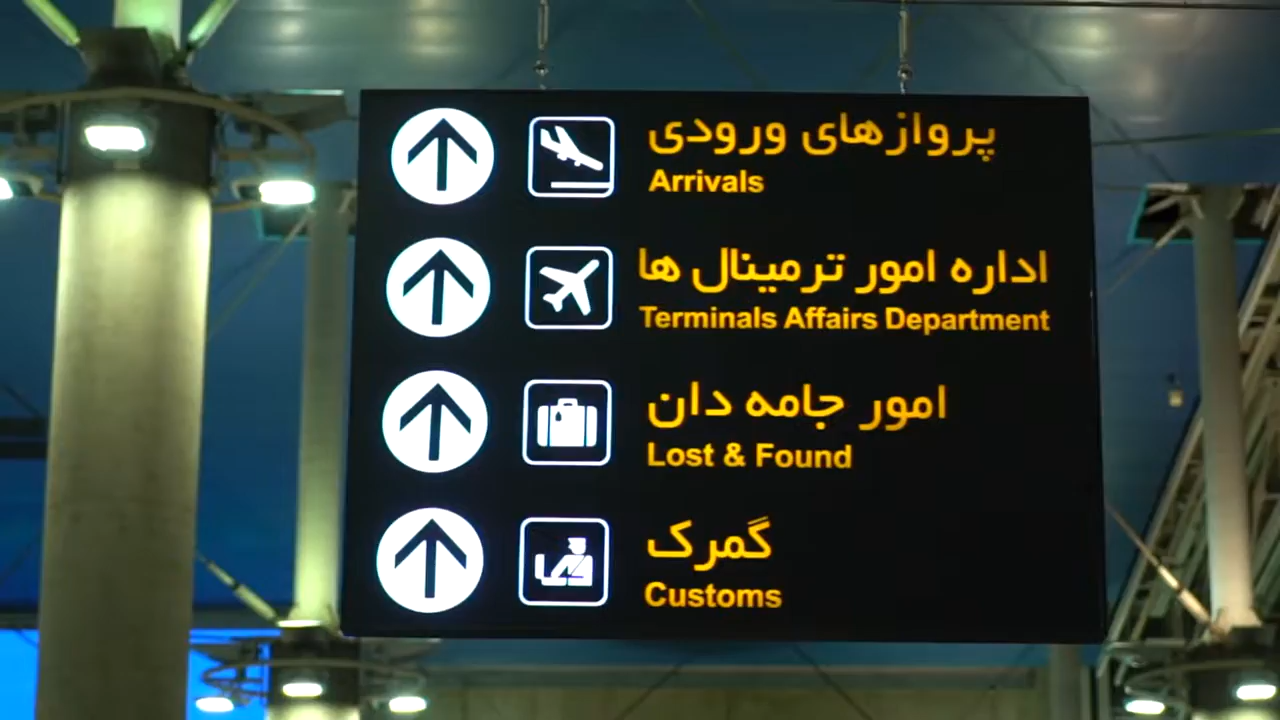 پروازهای ورودی
Arrivals
اداره امور ترمینال ها
Terminals Affairs Department
امور جامه دان
Lost & Found
گمرک
Customs